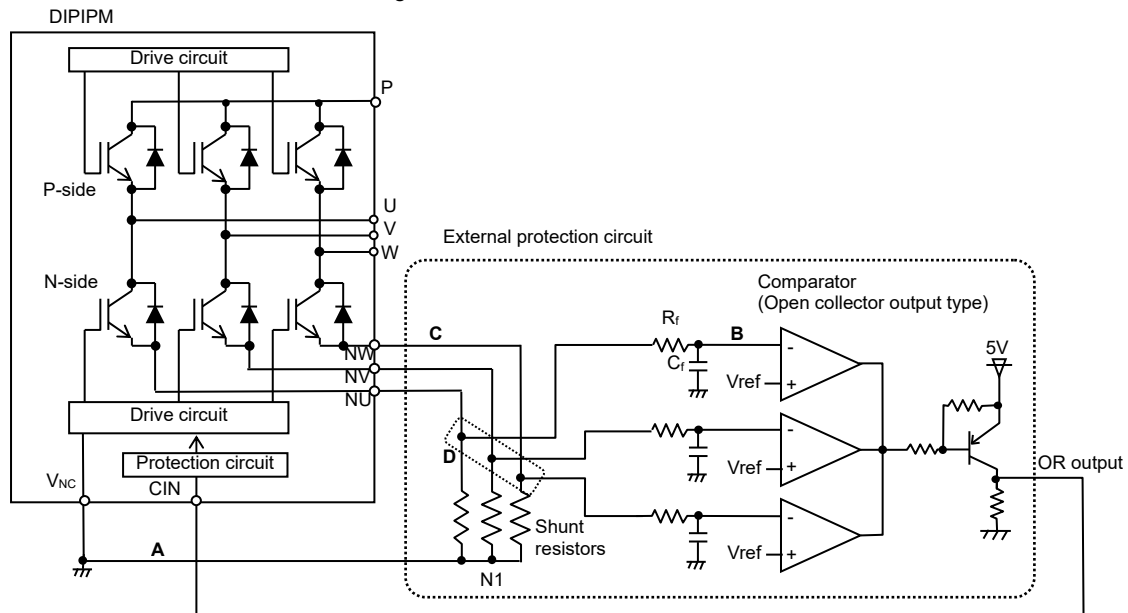 DIPIPM
Drive circuit
P
P-side
U
V
W
External protection circuit
N-side
Comparator
(Open collector output type)
C
Rf
B
5V
Cf
-
Vref
+
NW
NV
NU
Drive circuit
D
-
Vref
+
Protection circuit
OR output
VNC
CIN
Shunt
resistors
-
Vref
+
A
N1